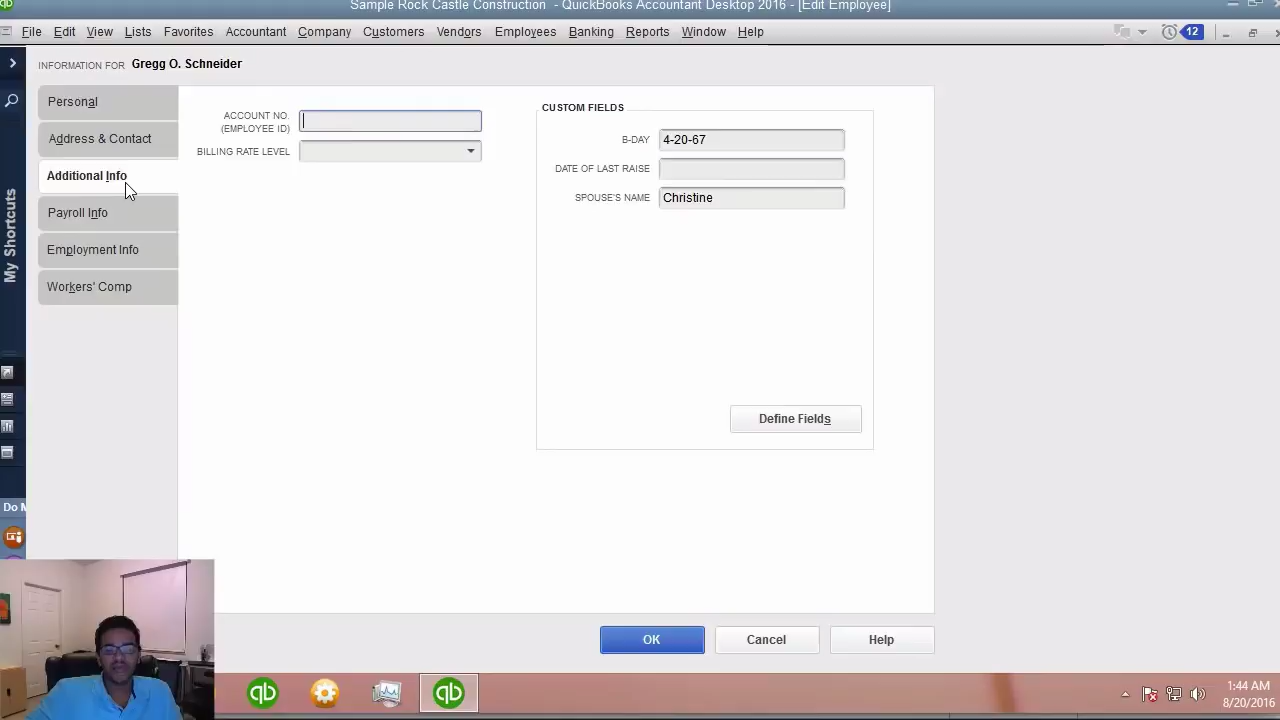 Sample Rock Castle Construction - QuickBooks Accountant Desktop 2016 - [Edit Employee]
File Edit View Lists Favorites Accountant Company Customers Vendors Employees Banking Reports Window Help
12
INFORMATION FOR Gregg O. Schneider
Personal
Address & Contact
Additional Info
Payroll Info
Employment Info
Workers' Comp
ACCOUNT NO.
(EMPLOYEE ID)
BILLING RATE LEVEL
CUSTOM FIELDS
B-DAY 4-20-67
DATE OF LAST RAISE
SPOUSE'S NAME Christine
Define Fields
My Shortcuts
Do
OK Cancel Help
qb
qb
1:44 AM
8/20/2016